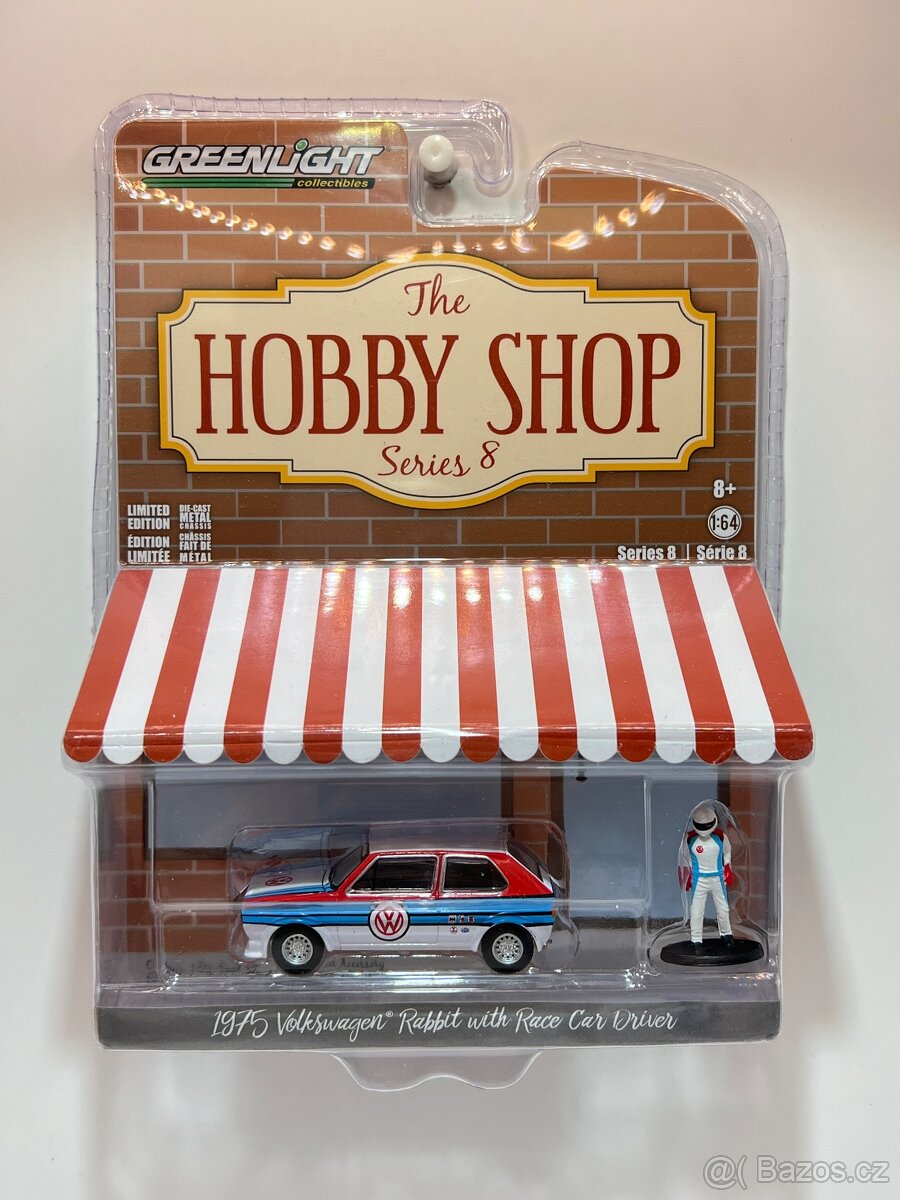 GREENLIGHT
collectibles
The
HOBBY SHOP
Series 8
8+
1:64
LIMITED
EDITION
DIE-CAST
METAL
CHASSIS
ÉDITION
LIMITÉE
CHÂSSIS
FAIT DE
MÉTAL
Series 8 | Série 8
1975 Volkswagen® Rabbit with Race Car Driver
@( Bazos.cz